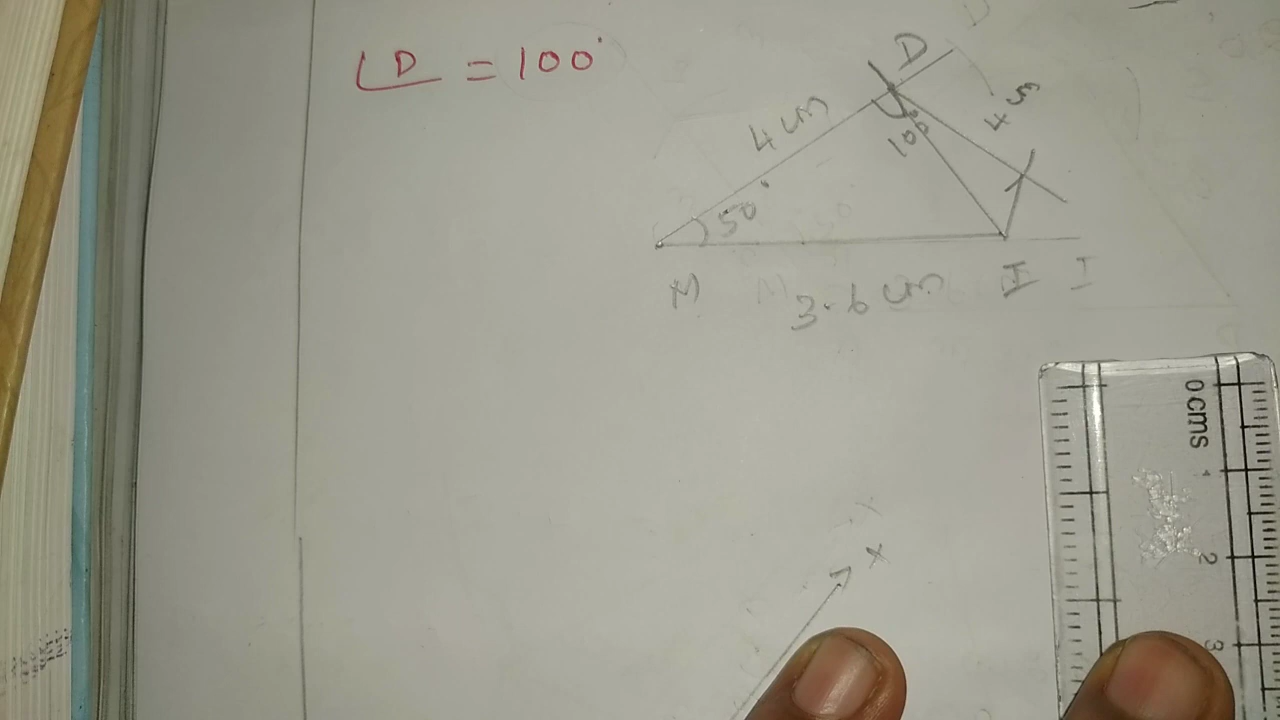 ∠D = 100°
D
4 cm
4.5
100
50°
M
3.6 cm
I I
x
0 cms
1
2
3